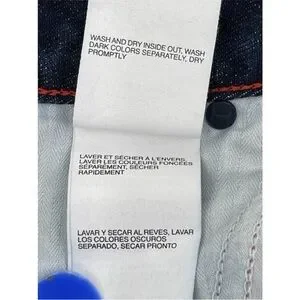 WASH AND DRY INSIDE OUT, WASH
DARK COLORS SEPARATELY, DRY
PROMPTLY
LAVER ET SÉCHER À L'ENVERS,
LAVER LES COULEURS FONCÉES
SÉPAREMENT, SÉCHER
RAPIDEMENT
LAVAR Y SECAR AL REVES, LAVAR
LOS COLORES OSCUROS
SEPARADO, SECAR PRONTO